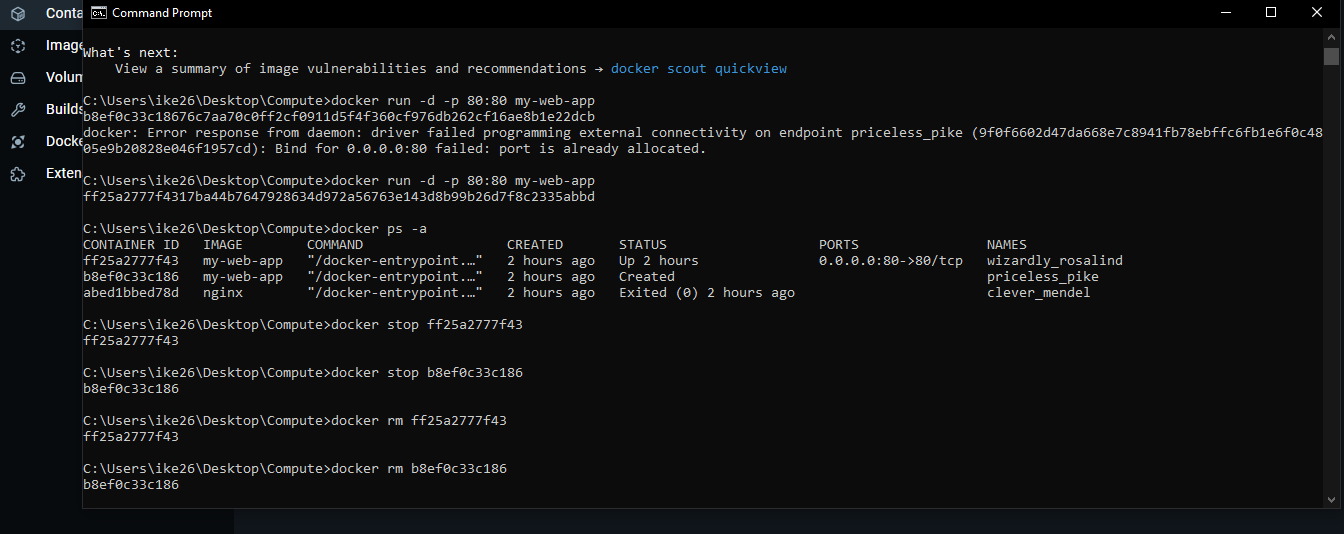 Conta
Image
Volum
Builds
Docke
Exten
Command Prompt
What's next:
    View a summary of image vulnerabilities and recommendations → docker scout quickview
C:\Users\ike26\Desktop\Compute>docker run -d -p 80:80 my-web-app
b8ef0c33c18676c7aa70c0ff2cf0911d5f4f360cf976db262cf16ae8b1e22dcb
docker: Error response from daemon: driver failed programming external connectivity on endpoint priceless_pike (9f0f6602d47da668e7c8941fb78ebffc6fb1e6f0c48
05e9b20828e046f1957cd): Bind for 0.0.0.0:80 failed: port is already allocated.
C:\Users\ike26\Desktop\Compute>docker run -d -p 80:80 my-web-app
ff25a2777f4317ba44b7647928634d972a56763e143d8b99b26d7f8c2335abbd
C:\Users\ike26\Desktop\Compute>docker ps -a
CONTAINER ID   IMAGE        COMMAND                  CREATED       STATUS                   PORTS                NAMES
ff25a2777f43   my-web-app   "/docker-entrypoint.…"   2 hours ago   Up 2 hours               0.0.0.0:80->80/tcp   wizardly_rosalind
b8ef0c33c186   my-web-app   "/docker-entrypoint.…"   2 hours ago   Created                                       priceless_pike
abed1bbed78d   nginx        "/docker-entrypoint.…"   2 hours ago   Exited (0) 2 hours ago                        clever_mendel
C:\Users\ike26\Desktop\Compute>docker stop ff25a2777f43
ff25a2777f43
C:\Users\ike26\Desktop\Compute>docker stop b8ef0c33c186
b8ef0c33c186
C:\Users\ike26\Desktop\Compute>docker rm ff25a2777f43
ff25a2777f43
C:\Users\ike26\Desktop\Compute>docker rm b8ef0c33c186
b8ef0c33c186